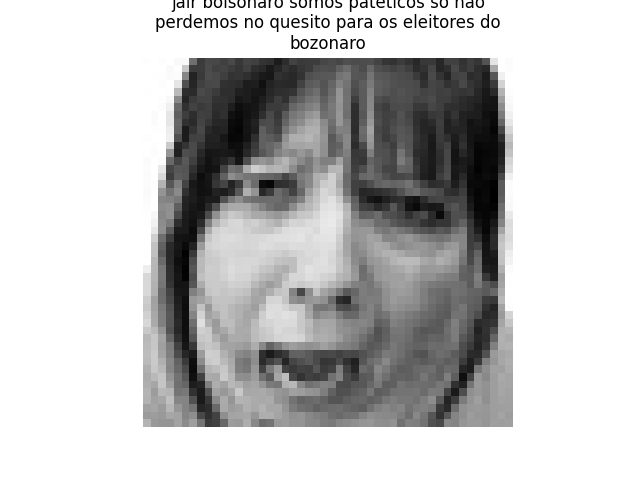 jair bolsonaro somos patéticos só não
perdemos no quesito para os eleitores do
bozonaro